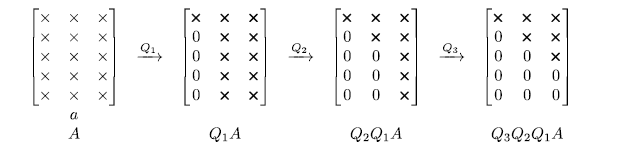 × × × × × × × × × × × ×
× × × 0 × × 0 × × 0 × ×
Q₁ Q₂ Q₃
× × × → 0 × × → 0 0 × → 0 0 ×
× × × 0 × × 0 0 × 0 0 0
× × × 0 × × 0 0 × 0 0 0
a
A Q₁A Q₂Q₁A Q₃Q₂Q₁A